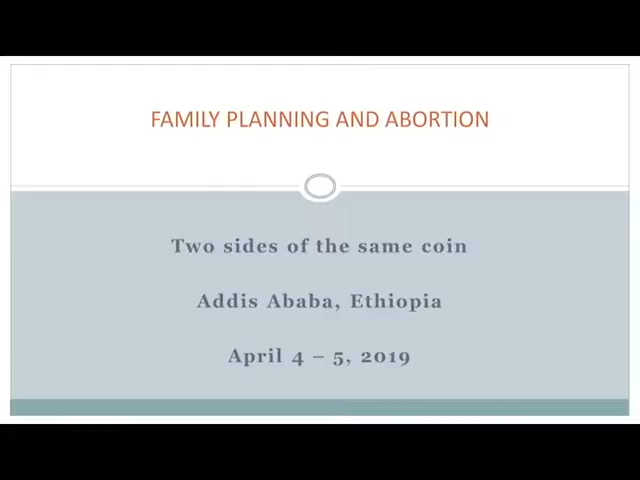 FAMILY PLANNING AND ABORTION
Two sides of the same coin
Addis Ababa, Ethiopia
April 4 – 5, 2019